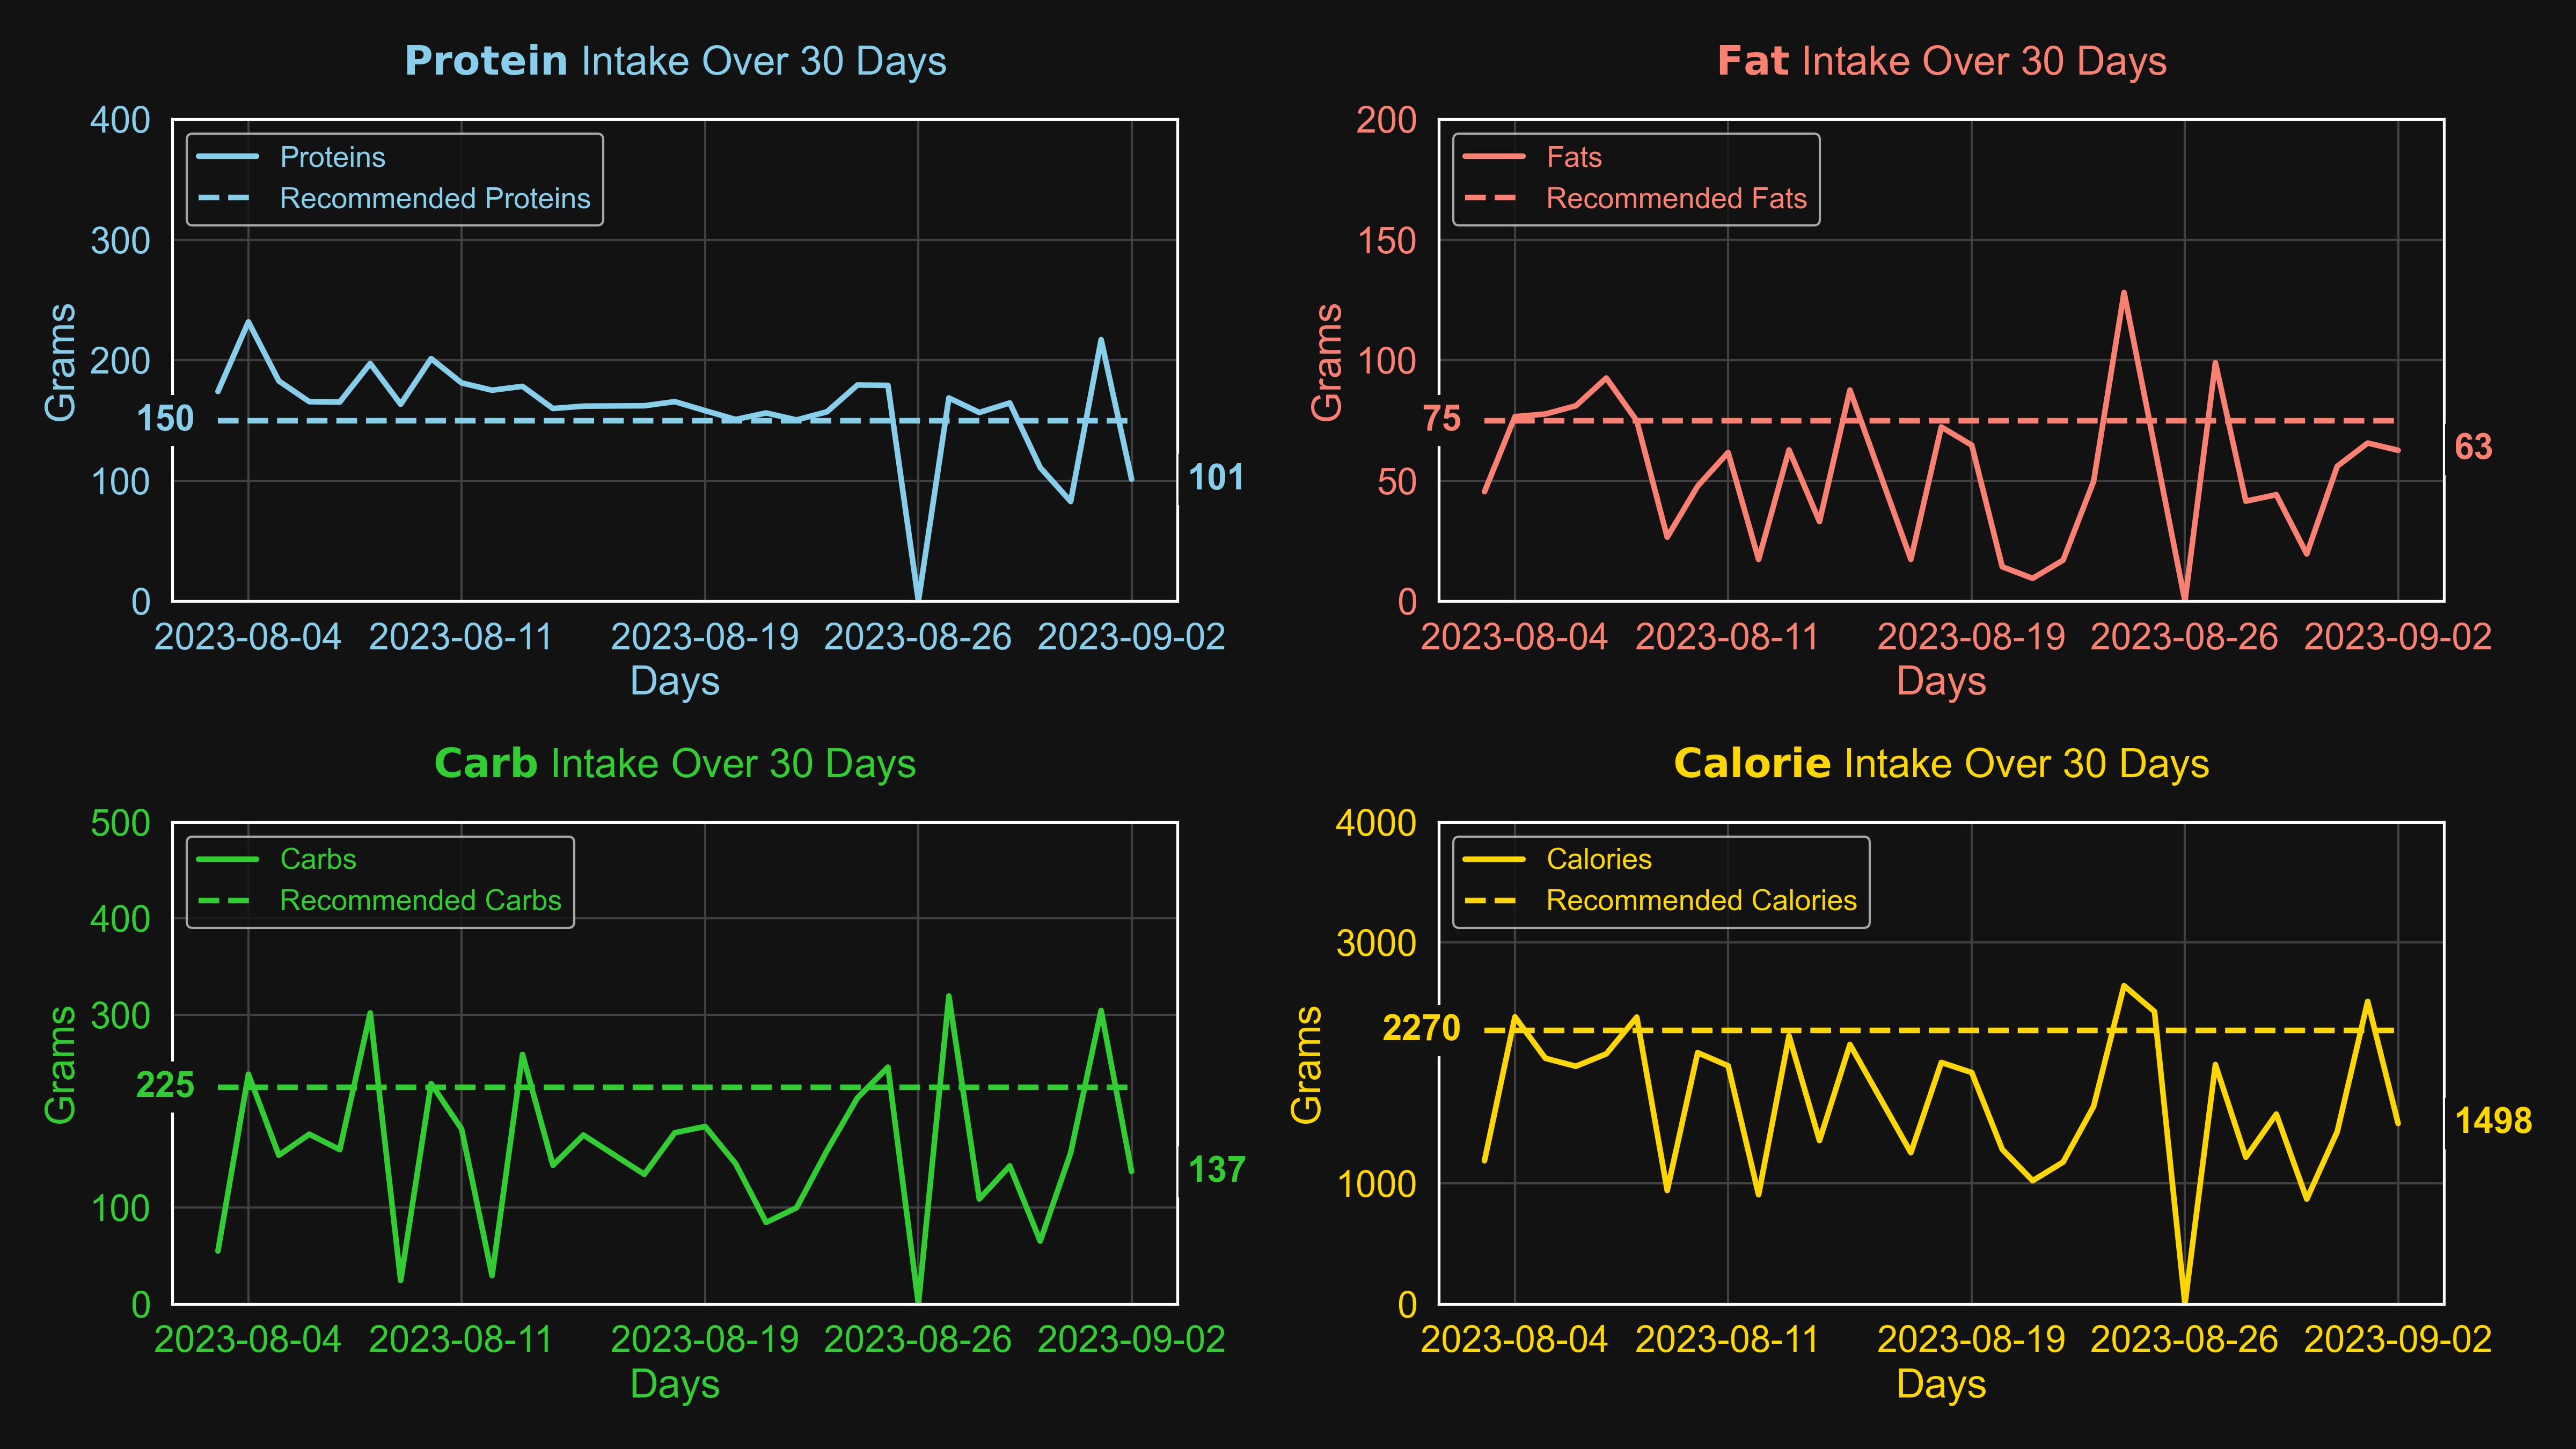 Protein Intake Over 30 Days
400
300
200
150
100
0
Grams
Proteins
Recommended Proteins
101
2023-08-04 2023-08-11 2023-08-19 2023-08-26 2023-09-02
Days
Fat Intake Over 30 Days
200
150
100
75
50
0
Grams
Fats
Recommended Fats
63
2023-08-04 2023-08-11 2023-08-19 2023-08-26 2023-09-02
Days
Carb Intake Over 30 Days
500
400
300
225
100
0
Grams
Carbs
Recommended Carbs
137
2023-08-04 2023-08-11 2023-08-19 2023-08-26 2023-09-02
Days
Calorie Intake Over 30 Days
4000
3000
2270
1000
0
Grams
Calories
Recommended Calories
1498
2023-08-04 2023-08-11 2023-08-19 2023-08-26 2023-09-02
Days